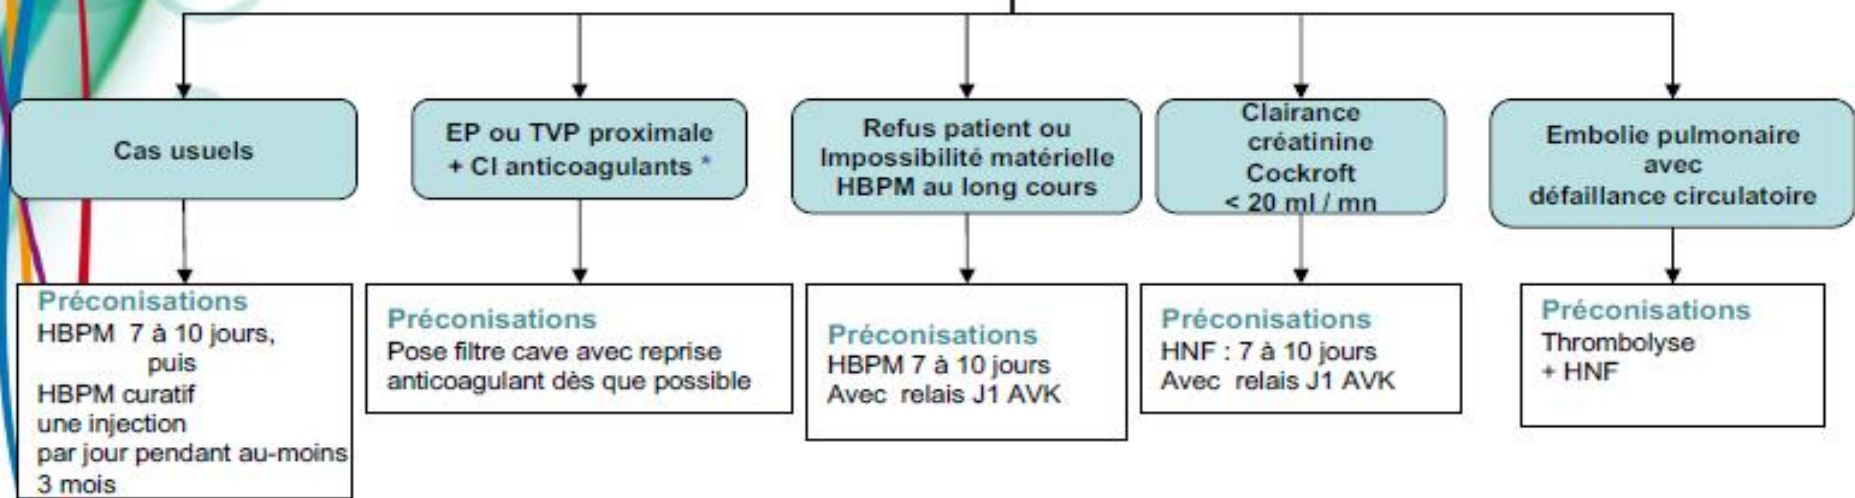 Cas usuels
EP ou TVP proximale
+ CI anticoagulants *
Refus patient ou
Impossibilité matérielle
HBPM au long cours
Clairance
créatinine
Cockroft
< 20 ml / mn
Embolie pulmonaire
avec
défaillance circulatoire
Préconisations
HBPM 7 à 10 jours,
puis
HBPM curatif
une injection
par jour pendant au-moins
3 mois
Préconisations
Pose filtre cave avec reprise
anticoagulant dès que possible
Préconisations
HBPM 7 à 10 jours
Avec relais J1 AVK
Préconisations
HNF : 7 à 10 jours
Avec relais J1 AVK
Préconisations
Thrombolyse
+ HNF